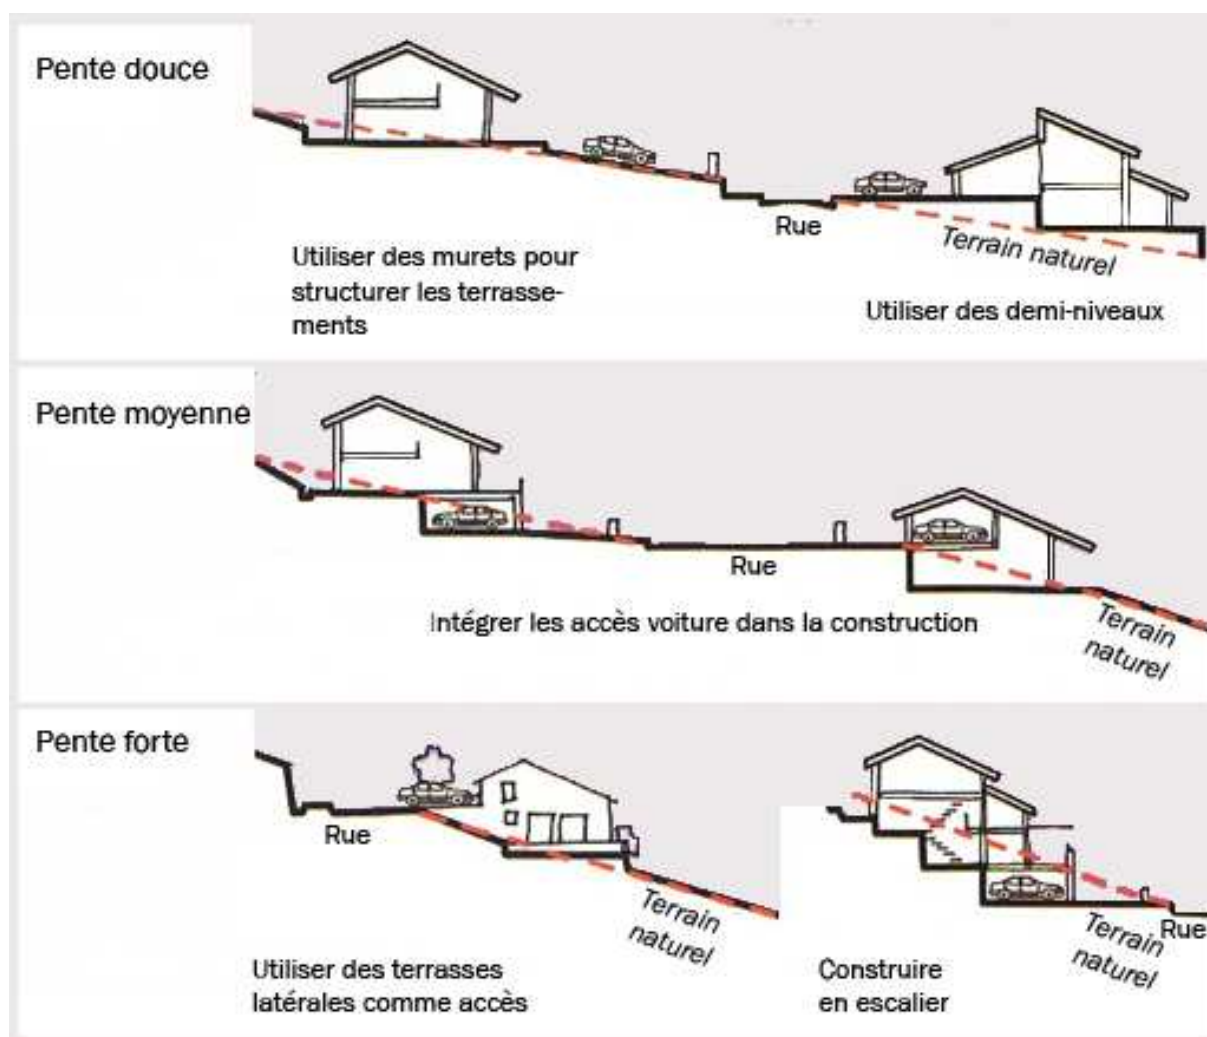 Pente douce
Rue
Terrain naturel
Utiliser des murets pour
structurer les terrasse-
ments
Utiliser des demi-niveaux
Pente moyenne
Rue
Intégrer les accès voiture dans la construction
Terrain
naturel
Pente forte
Rue
Terrain
naturel
Utiliser des terrasses
latérales comme accès
Rue
Terrain
naturel
Construire
en escalier